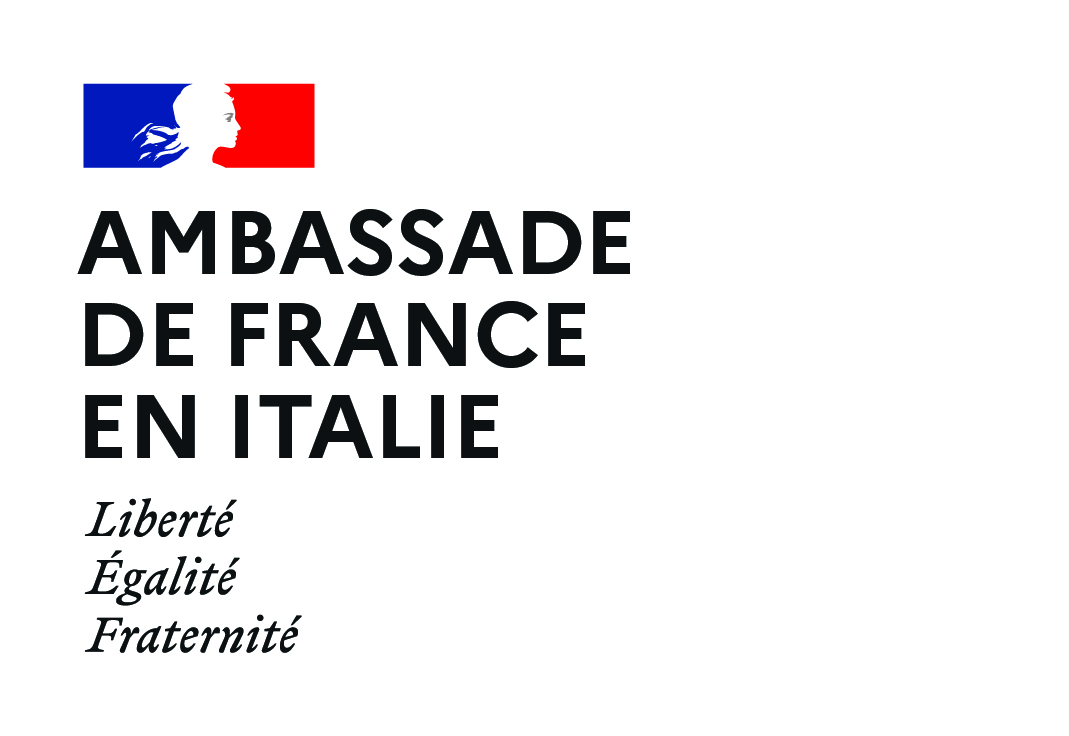 AMBASSADE
DE FRANCE
EN ITALIE
Liberté
Égalité
Fraternité